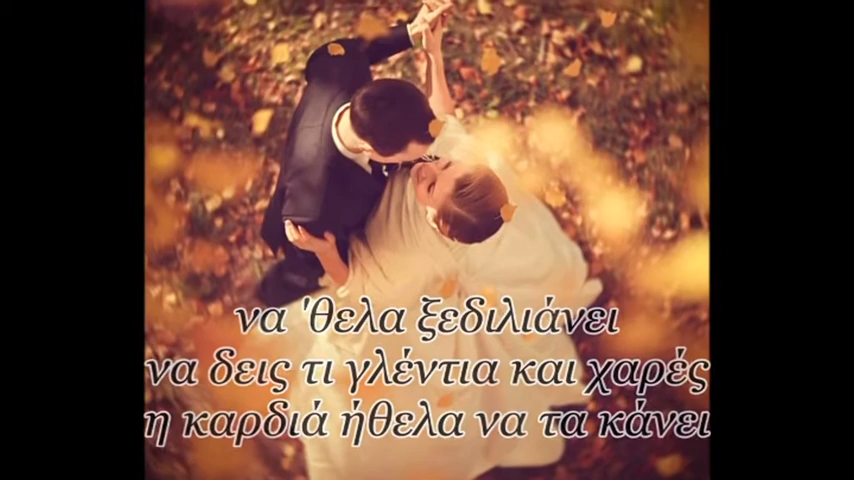 να 'θελα ξεδιλιάνει
να δεις τι γλέντια και χαρές
η καρδιά ήθελα να τα κάνει